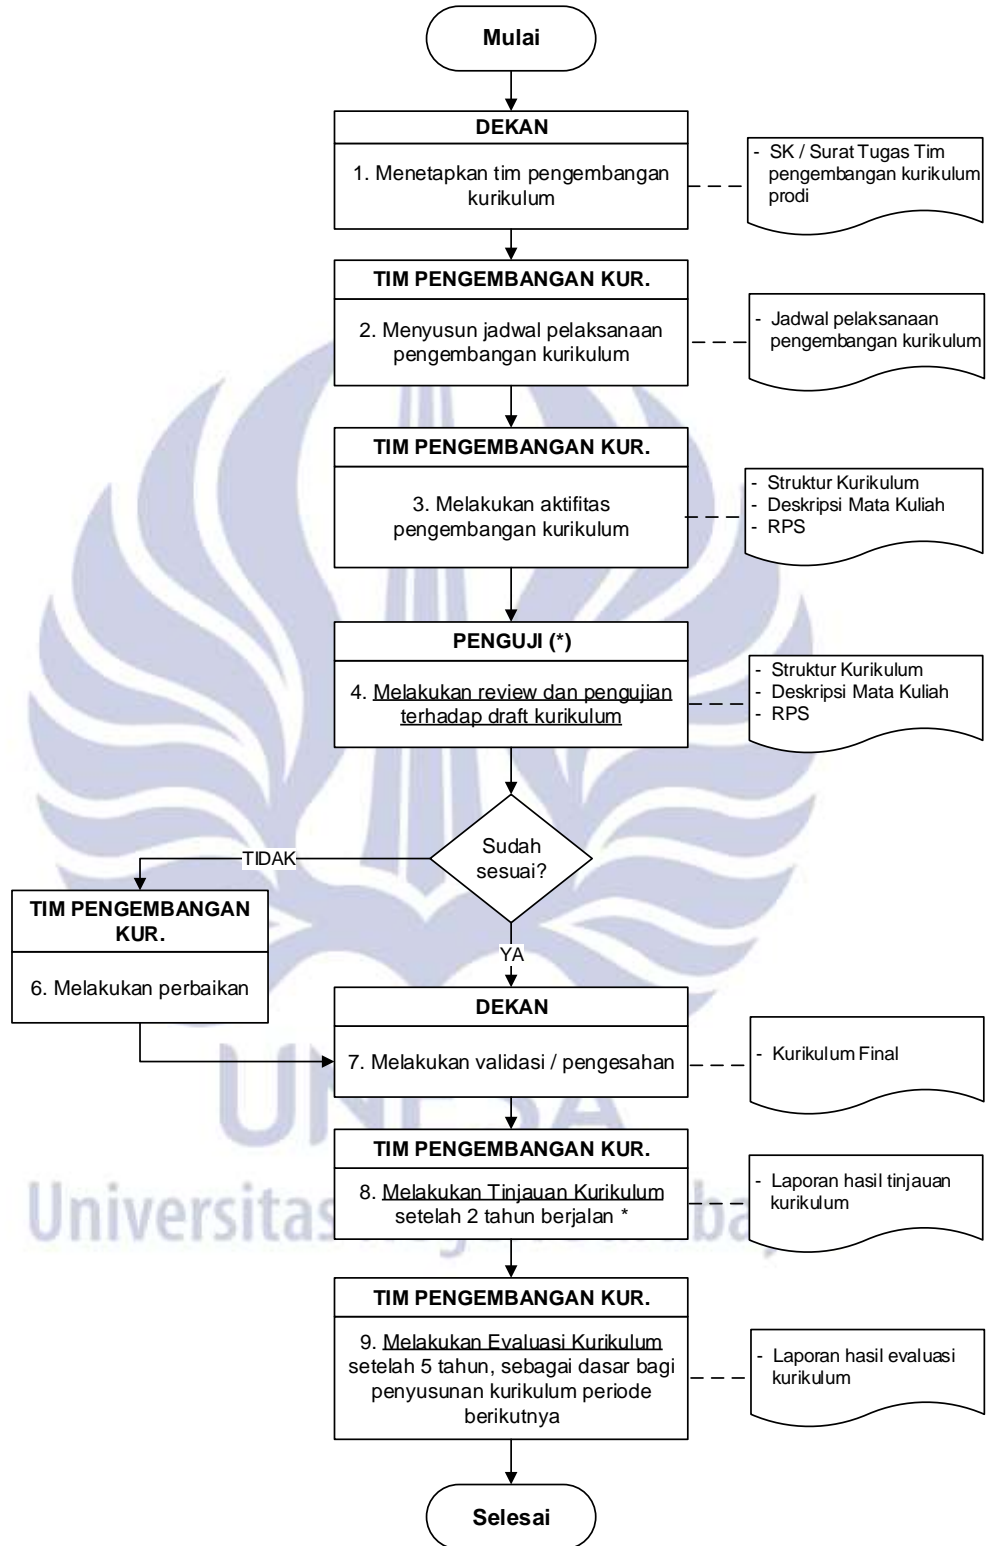 Mulai
DEKAN
1. Menetapkan tim pengembangan
kurikulum
- SK / Surat Tugas Tim
pengembangan kurikulum
prodi
TIM PENGEMBANGAN KUR.
2. Menyusun jadwal pelaksanaan
pengembangan kurikulum
- Jadwal pelaksanaan
pengembangan kurikulum
TIM PENGEMBANGAN KUR.
3. Melakukan aktifitas
pengembangan kurikulum
- Struktur Kurikulum
- Deskripsi Mata Kuliah
- RPS
PENGUJI (*)
4. Melakukan review dan pengujian
terhadap draft kurikulum
- Struktur Kurikulum
- Deskripsi Mata Kuliah
- RPS
Sudah
sesuai?
TIDAK
TIM PENGEMBANGAN
KUR.
6. Melakukan perbaikan
YA
DEKAN
7. Melakukan validasi / pengesahan
- Kurikulum Final
UNESA
TIM PENGEMBANGAN KUR.
8. Melakukan Tinjauan Kurikulum
setelah 2 tahun berjalan *
- Laporan hasil tinjauan
kurikulum
Universitas
TIM PENGEMBANGAN KUR.
9. Melakukan Evaluasi Kurikulum
setelah 5 tahun, sebagai dasar bagi
penyusunan kurikulum periode
berikutnya
- Laporan hasil evaluasi
kurikulum
Selesai